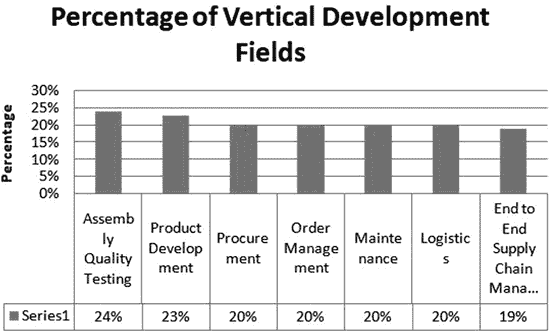 Percentage of Vertical Development
Fields
Percentage
30%
25%
20%
15%
10%
5%
0%
Assemb
ly
Quality
Testing
Product
Develop
ment
Procure
ment
Order
Manage
ment
Mainte
nance
Logistic
s
End to
End
Supply
Chain
Mana...
Series1 24% 23% 20% 20% 20% 20% 19%